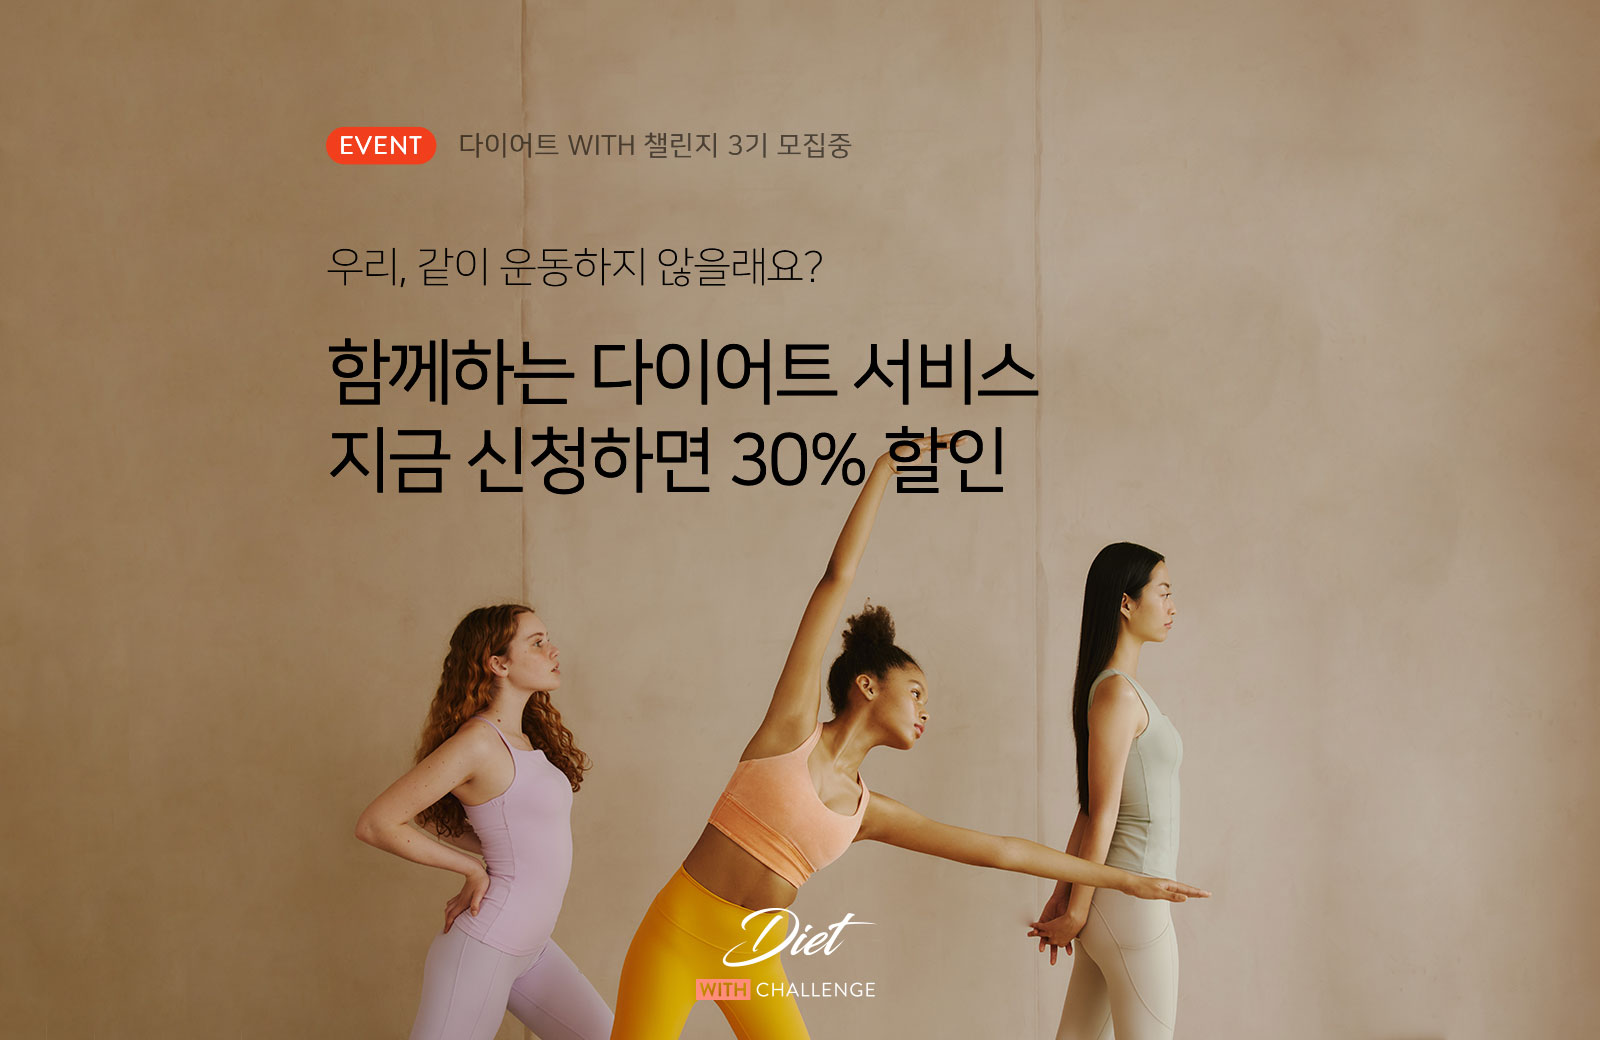 EVENT 다이어트 WITH 챌린지 3기 모집중
우리, 같이 운동하지 않을래요?
함께하는 다이어트 서비스
지금 신청하면 30% 할인
Diet
WITH CHALLENGE